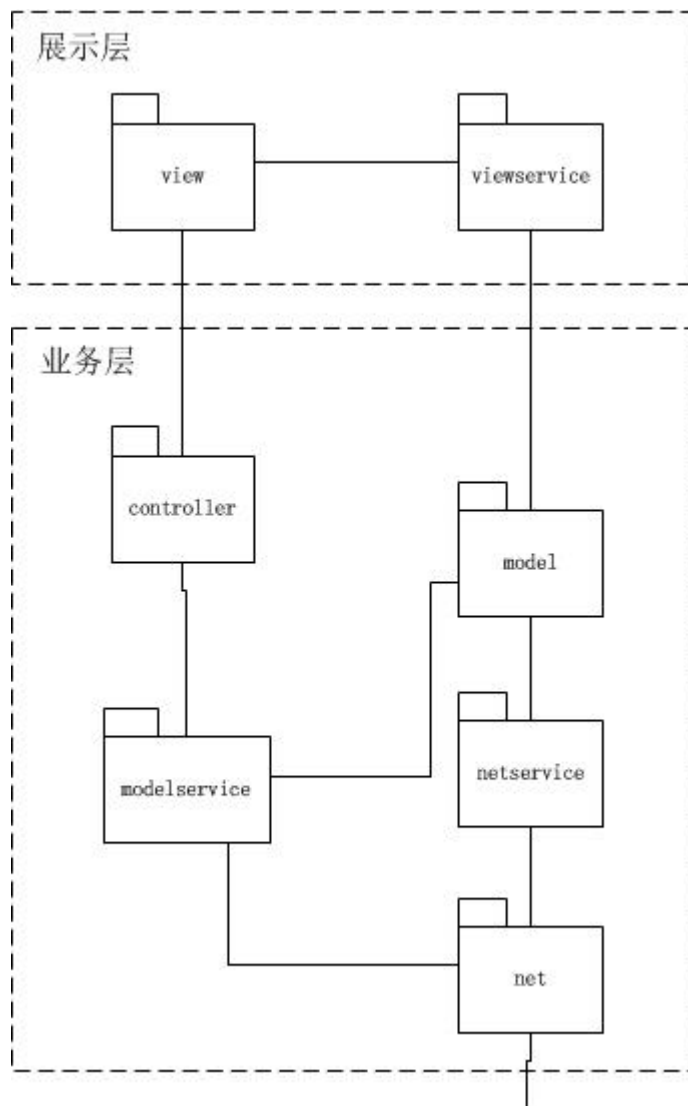 展示层
view
viewservice
业务层
controller
model
modelservice
netservice
net